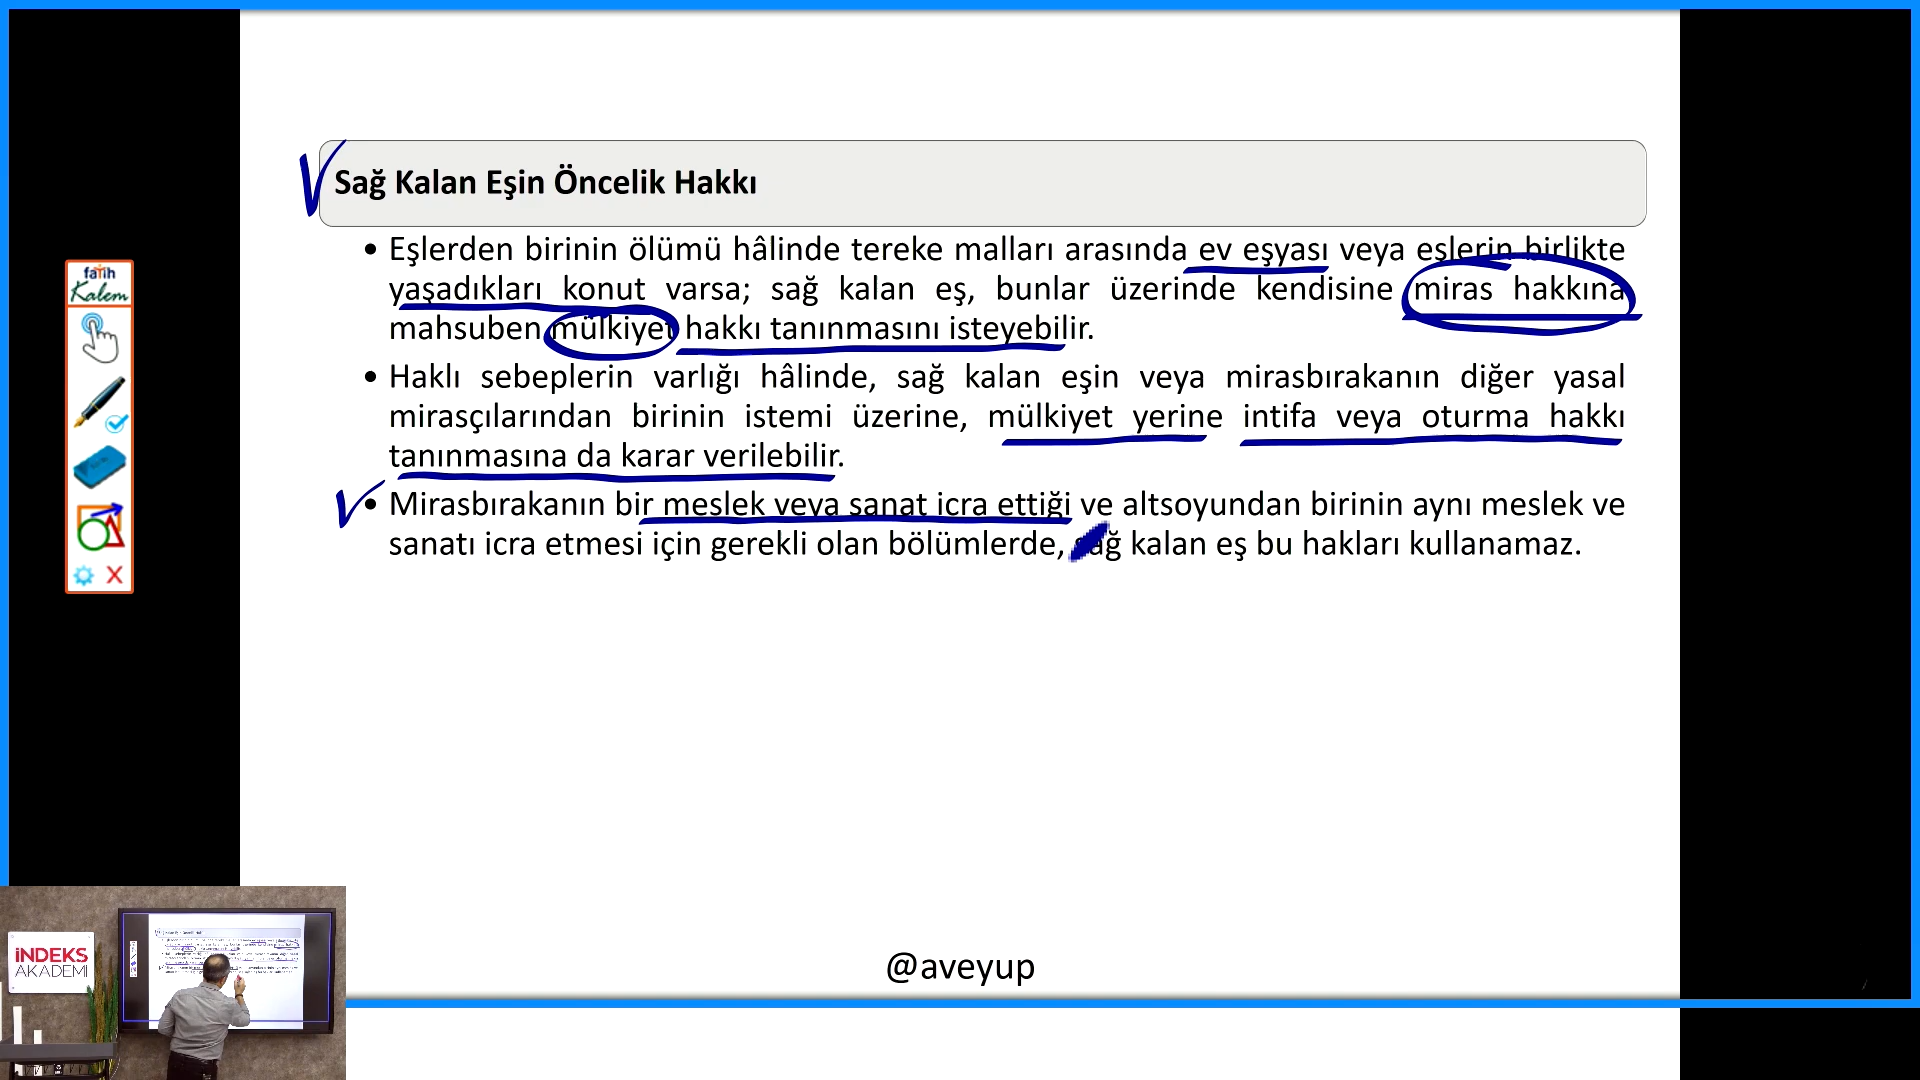 Sağ Kalan Eşin Öncelik Hakkı
• Eşlerden birinin ölümü hâlinde tereke malları arasında ev eşyası veya eşlerin birlikte
yaşadıkları konut varsa; sağ kalan eş, bunlar üzerinde kendisine miras hakkına
mahsuben mülkiyet hakkı tanınmasını isteyebilir.
• Haklı sebeplerin varlığı hâlinde, sağ kalan eşin veya mirasbırakanın diğer yasal
mirasçılarından birinin istemi üzerine, mülkiyet yerine intifa veya oturma hakkı
tanınmasına da karar verilebilir.
• Mirasbırakanın bir meslek veya sanat icra ettiği ve altsoyundan birinin aynı meslek ve
sanatı icra etmesi için gerekli olan bölümlerde, sağ kalan eş bu hakları kullanamaz.
fatih
Kalem
İNDEKS
AKADEMİ
@aveyup